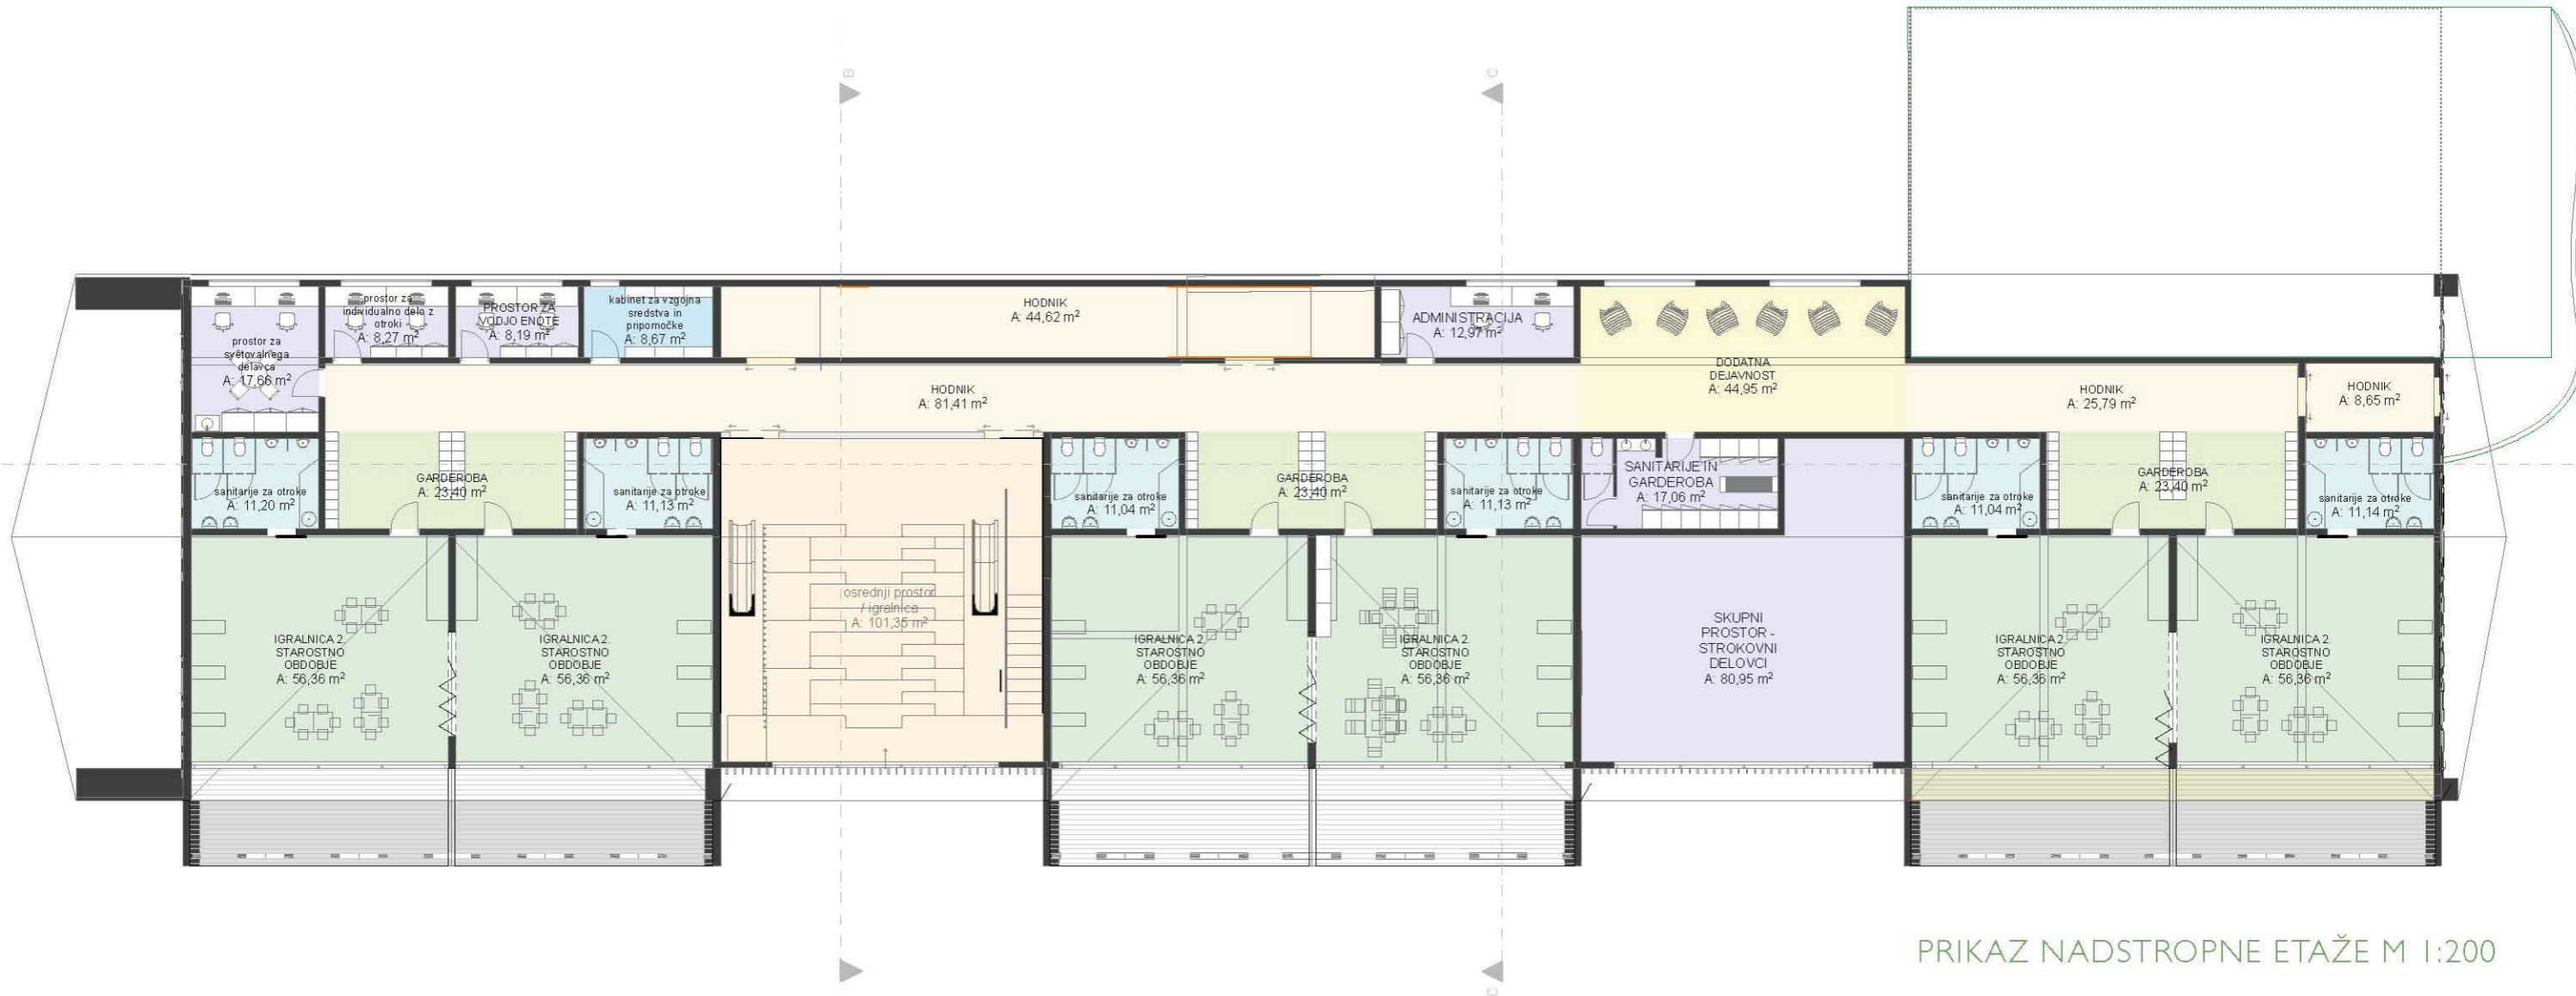 B
C
prostor za
svetovalnega
delavca
A: 17,66 m²
prostor za
individualno delo z
otroki
A: 8,27 m²
PROSTOR ZA
VODJO ENOTE
A: 8,19 m²
kabinet za vzgojna
sredstva in
pripomočke
A: 8,67 m²
HODNIK
A: 44,62 m²
ADMINISTRACIJA
A: 12,97 m²
DODATNA
DEJAVNOST
A: 44,95 m²
HODNIK
A: 81,41 m²
HODNIK
A: 25,79 m²
HODNIK
A: 8,65 m²
sanitarije za otroke
A: 11,20 m²
GARDEROBA
A: 23,40 m²
sanitarije za otroke
A: 11,13 m²
sanitarije za otroke
A: 11,04 m²
GARDEROBA
A: 23,40 m²
sanitarije za otroke
A: 11,13 m²
SANITARIJE IN
GARDEROBA
A: 17,06 m²
sanitarije za otroke
A: 11,04 m²
GARDEROBA
A: 23,40 m²
sanitarije za otroke
A: 11,14 m²
IGRALNICA 2.
STAROSTNO
OBDOBJE
A: 56,36 m²
IGRALNICA 2.
STAROSTNO
OBDOBJE
A: 56,36 m²
osrednji prostor
/ igralnica
A: 101,35 m²
IGRALNICA 2.
STAROSTNO
OBDOBJE
A: 56,36 m²
IGRALNICA 2.
STAROSTNO
OBDOBJE
A: 56,36 m²
SKUPNI
PROSTOR -
STROKOVNI
DELOVCI
A: 80,95 m²
IGRALNICA 2.
STAROSTNO
OBDOBJE
A: 56,36 m²
IGRALNICA 2.
STAROSTNO
OBDOBJE
A: 56,36 m²
C
PRIKAZ NADSTROPNE ETAŽE M 1:200